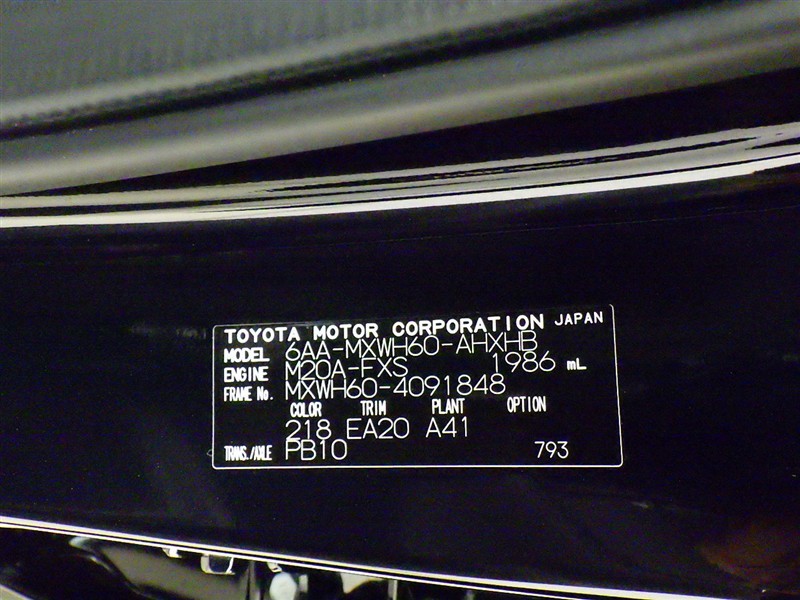 TOYOTA MOTOR CORPORATION JAPAN
MODEL 6AA-MXWH60-AHXHB
ENGINE M20A-FXS 1986 mL
FRAME No. MXWH60-4091848
COLOR TRIM PLANT OPTION
218 EA20 A41
TRANS./AXLE PB10 793